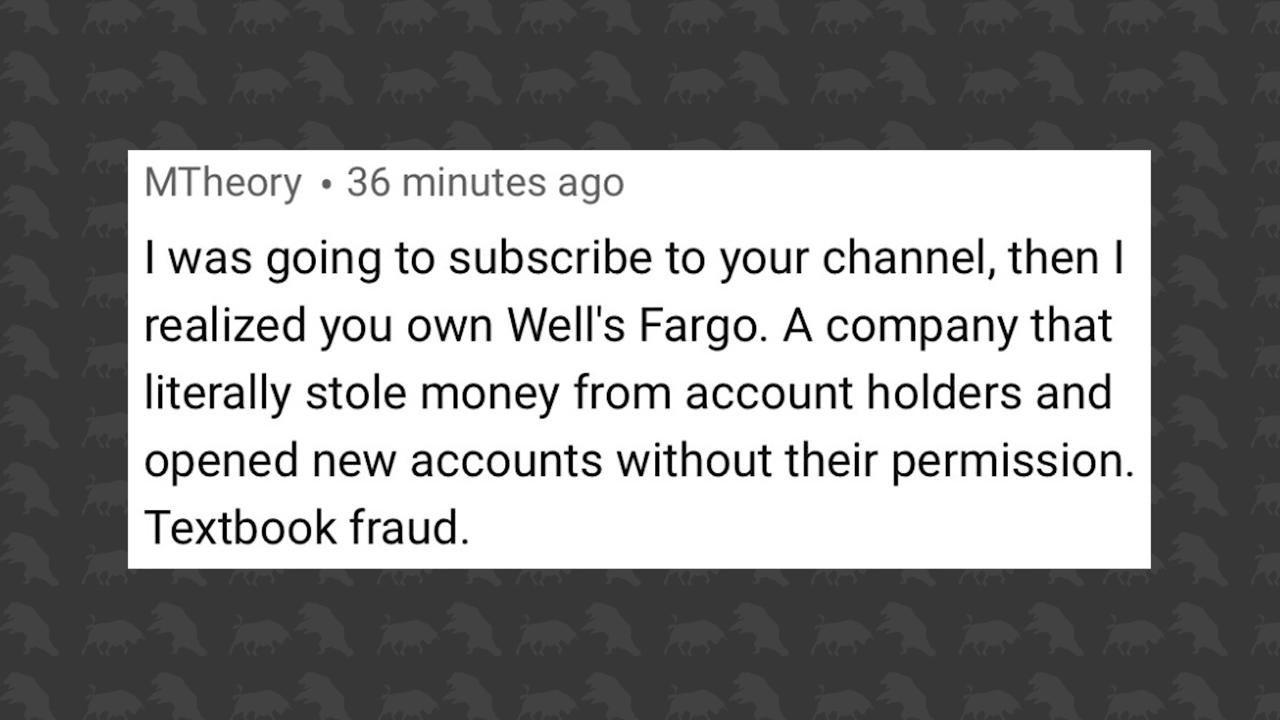 MTheory • 36 minutes ago
I was going to subscribe to your channel, then I
realized you own Well's Fargo. A company that
literally stole money from account holders and
opened new accounts without their permission.
Textbook fraud.